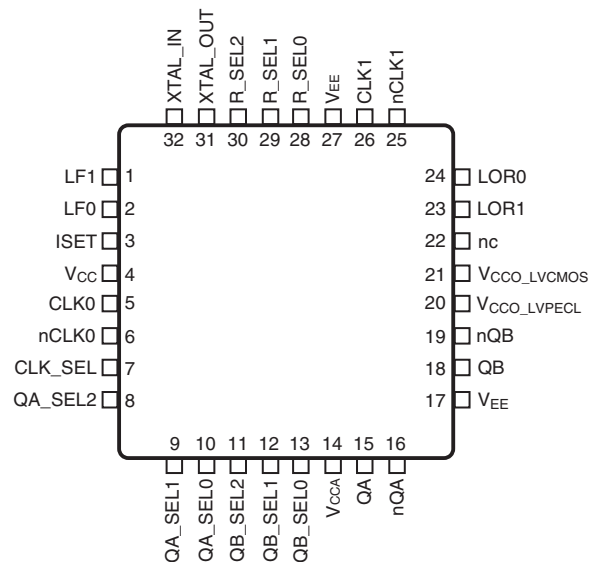 XTAL_IN
XTAL_OUT
R_SEL2
R_SEL1
R_SEL0
VEE
CLK1
nCLK1
32 31 30 29 28 27 26 25
LF1 1
LF0 2
ISET 3
VCC 4
CLK0 5
nCLK0 6
CLK_SEL 7
QA_SEL2 8
24 LOR0
23 LOR1
22 nc
21 VCCO_LVCMOS
20 VCCO_LVPECL
19 nQB
18 QB
17 VEE
9 10 11 12 13 14 15 16
QA_SEL1
QA_SEL0
QB_SEL2
QB_SEL1
QB_SEL0
VCCA
QA
nQA